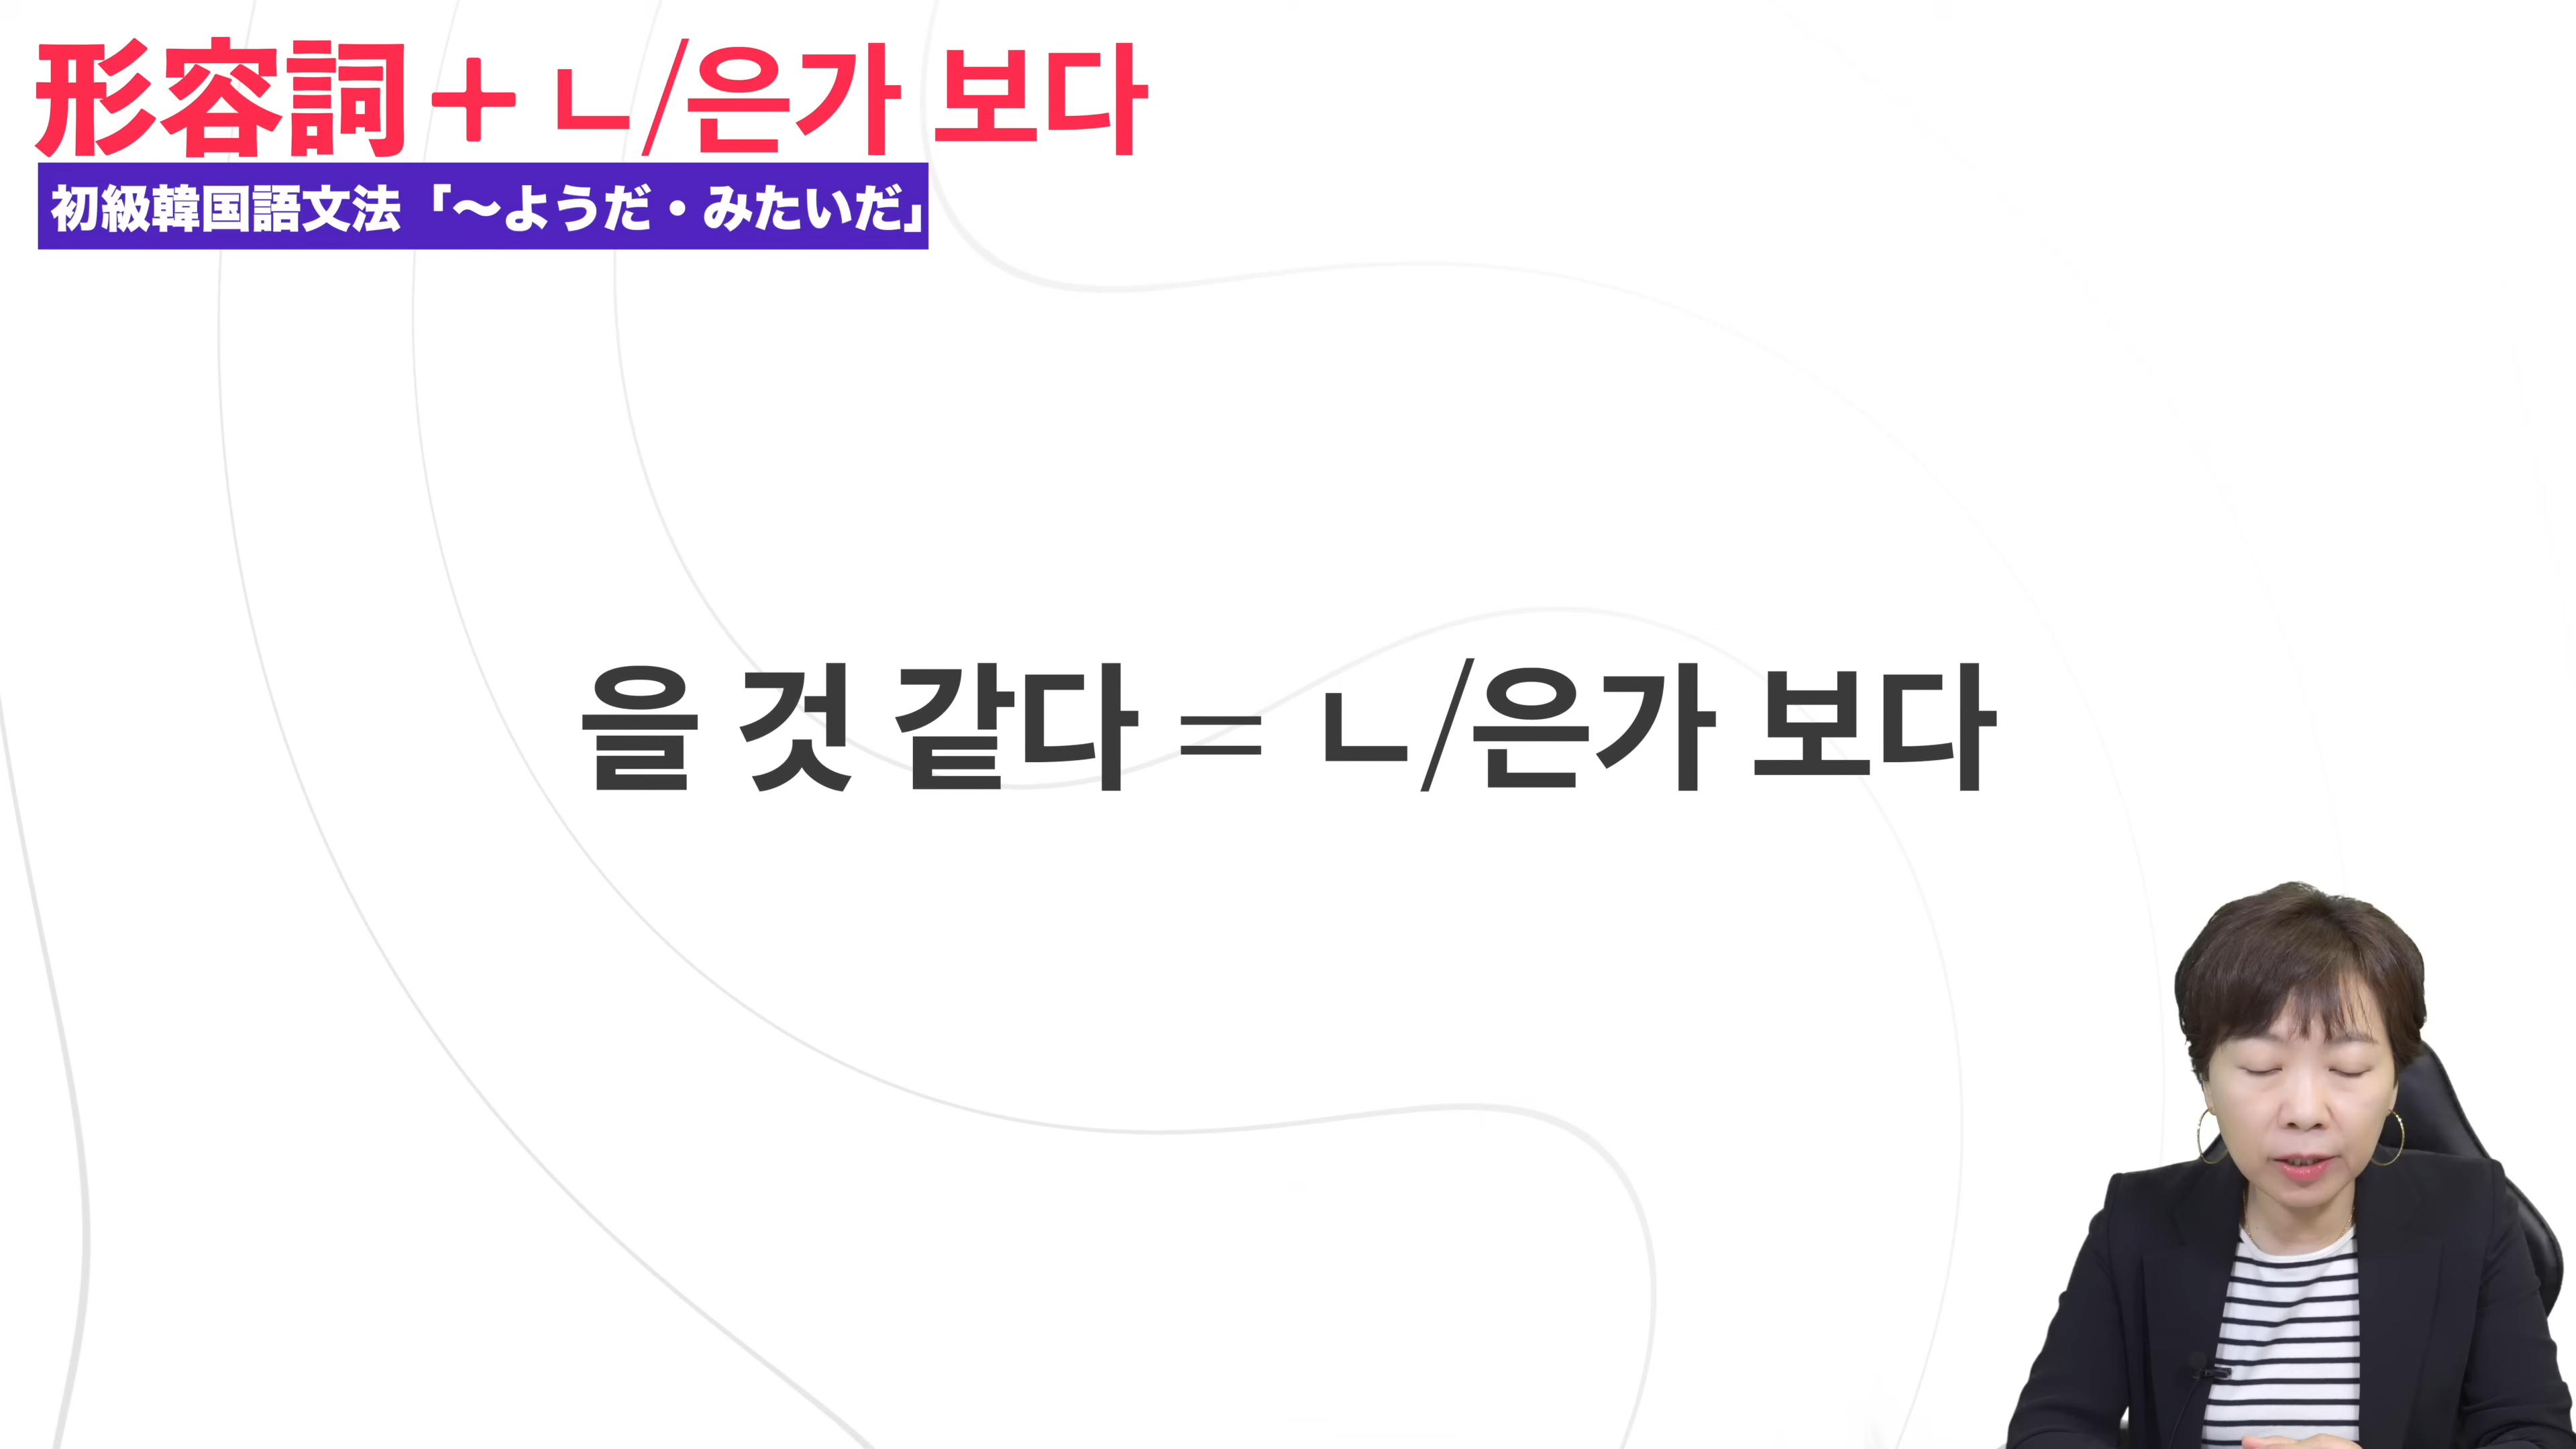 形容詞 + ㄴ/은가 보다
初級韓国語文法「〜ようだ・みたいだ」
을 것 같다 = ㄴ/은가 보다